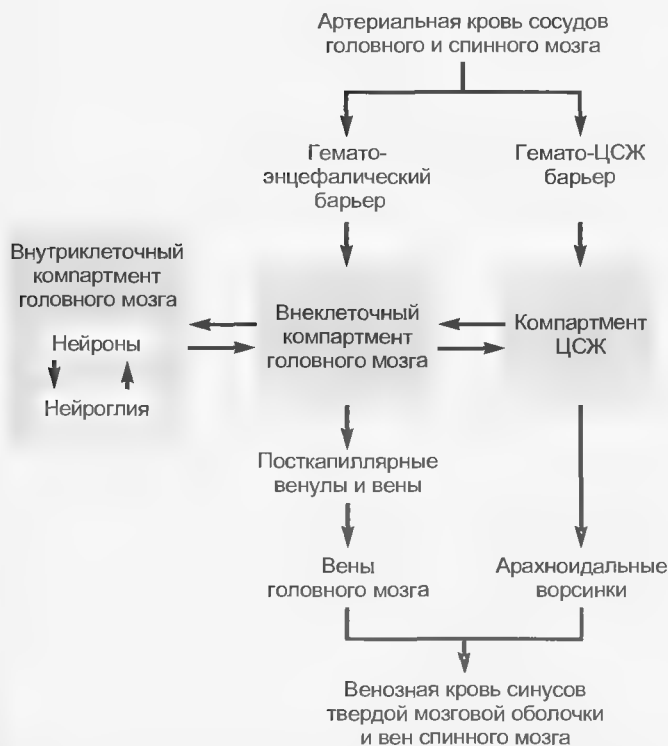 Артериальная кровь сосудов
головного и спинного мозга
Гемато-
энцефалический
барьер
Гемато-ЦСЖ
барьер
Внутриклеточный
компартмент
головного мозга
Нейроны
Нейроглия
Внеклеточный
компартмент
головного мозга
Компартмент
ЦСЖ
Посткапиллярные
венулы и вены
Вены
головного мозга
Арахноидальные
ворсинки
Венозная кровь синусов
твердой мозговой оболочки
и вен спинного мозга